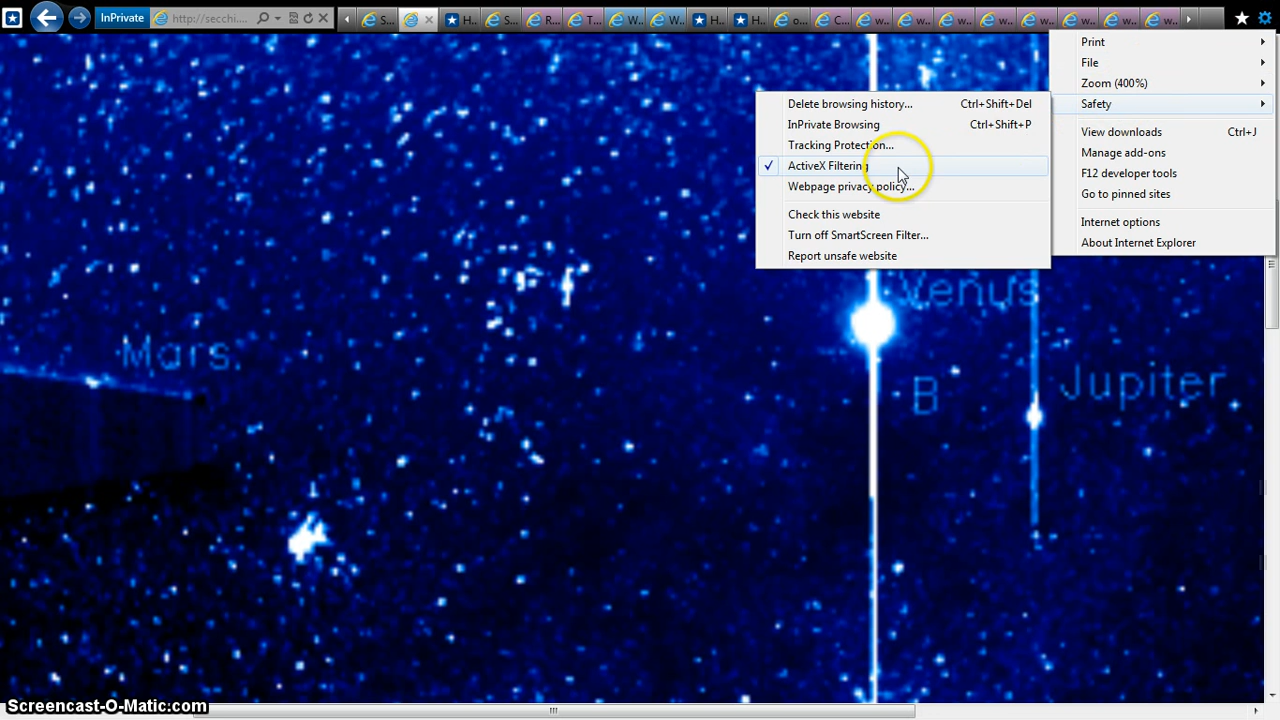 InPrivate
http://secchi...
S...
H...
S...
R...
T...
W...
W...
H...
H...
o...
C...
w...
w...
w...
w...
w...
w...
w...
w...
Print
File
Zoom (400%)
Safety
View downloads Ctrl+J
Manage add-ons
F12 developer tools
Go to pinned sites
Internet options
About Internet Explorer
Delete browsing history... Ctrl+Shift+Del
InPrivate Browsing Ctrl+Shift+P
Tracking Protection...
ActiveX Filtering
Webpage privacy policy...
Check this website
Turn off SmartScreen Filter...
Report unsafe website
Venus
Mars.
B
Jupiter
Screencast-O-Matic.com